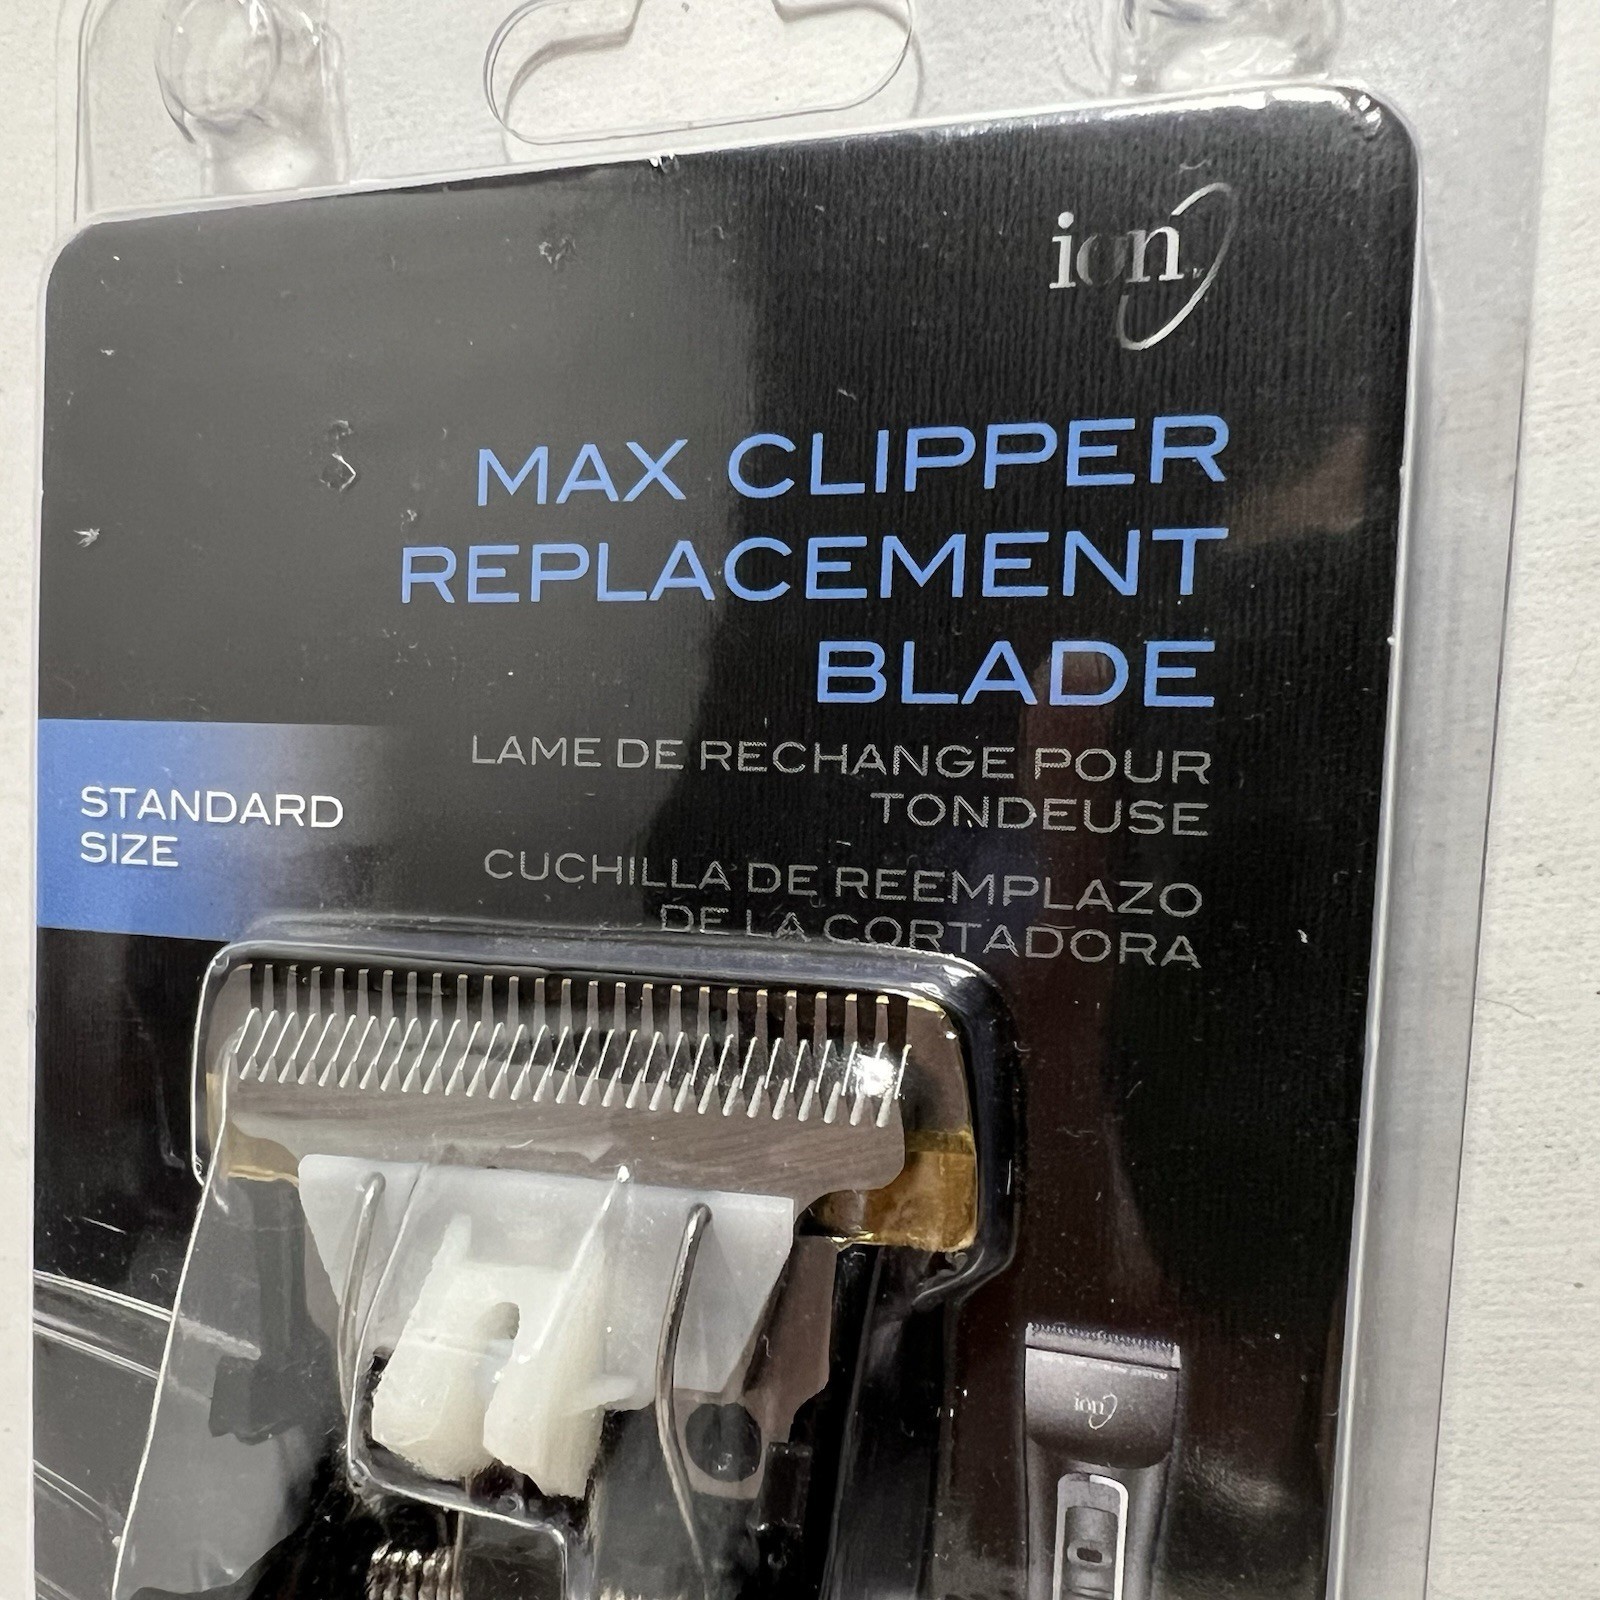 ion
MAX CLIPPER
REPLACEMENT
BLADE
LAME DE RECHANGE POUR
TONDEUSE
CUCHILLA DE REEMPLAZO
DE LA CORTADORA
STANDARD
SIZE
ion